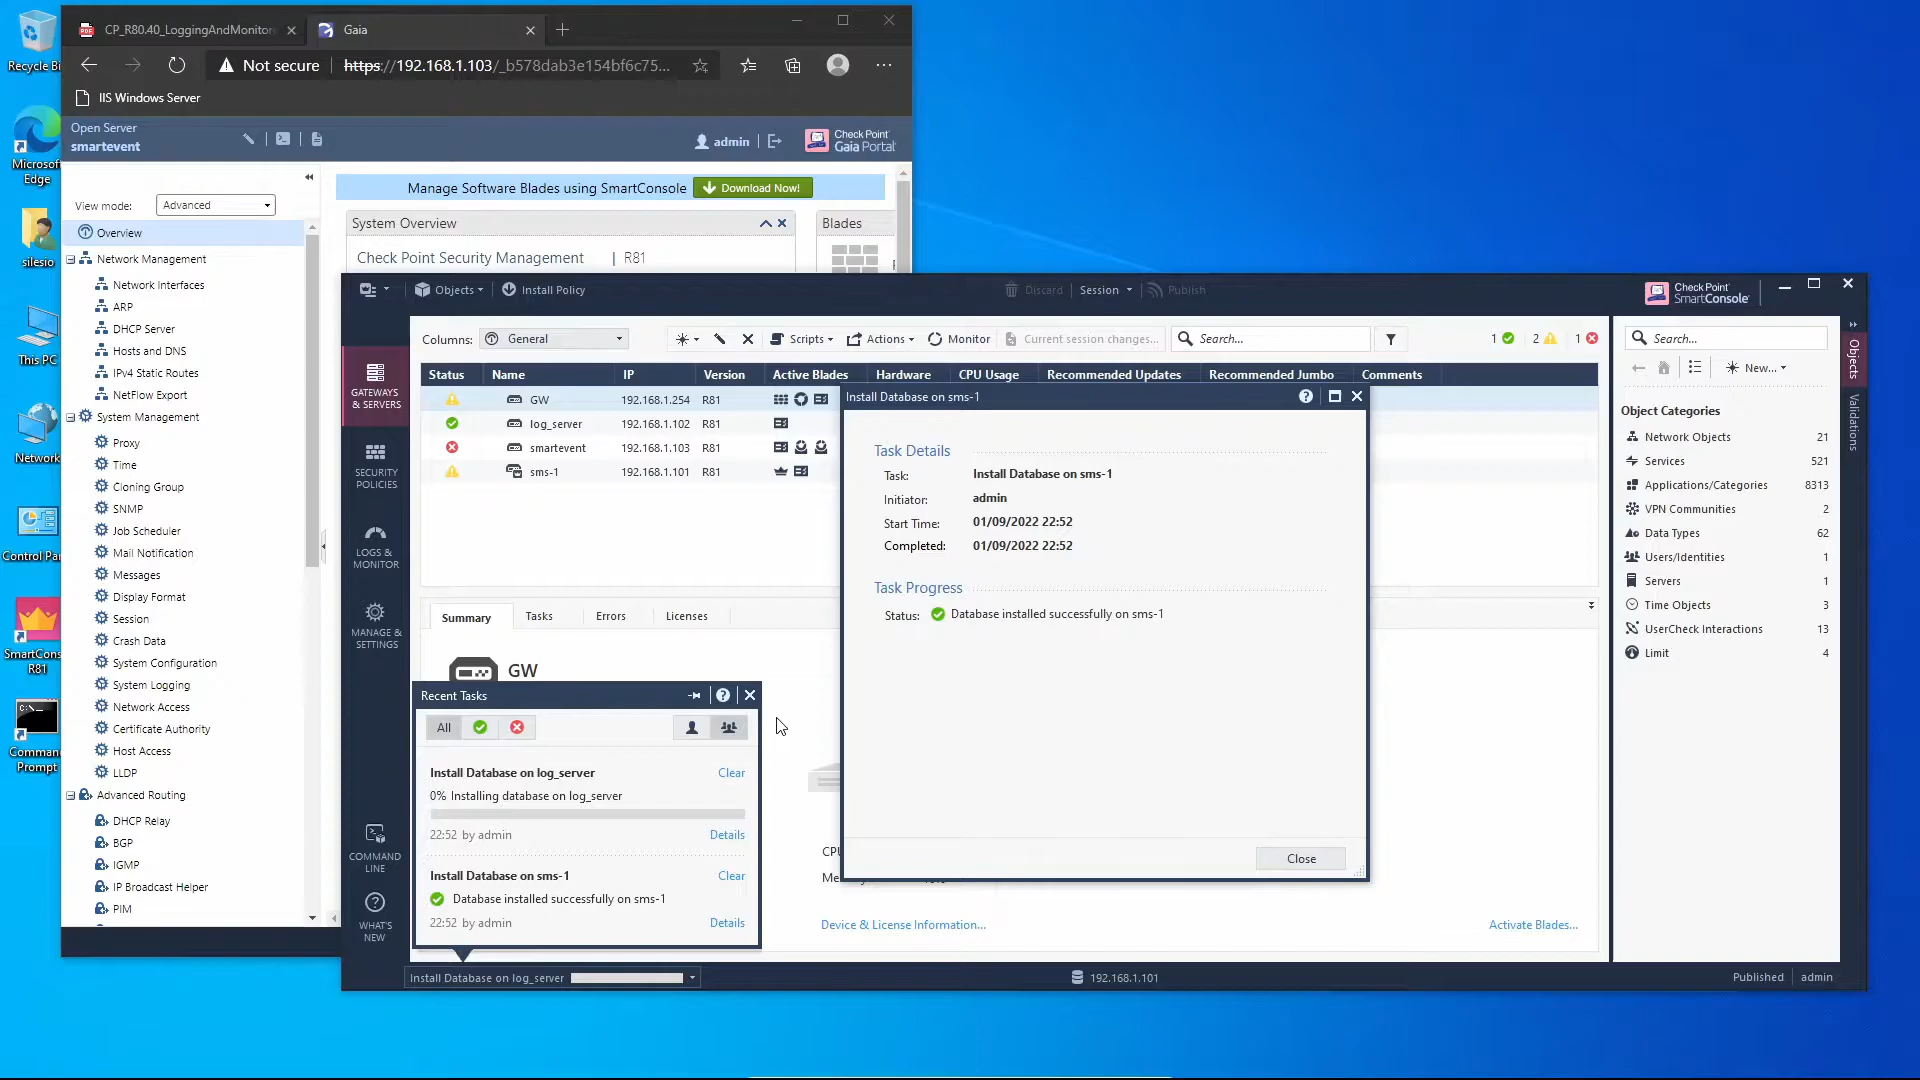 Recycle Bi
Microsoft
Edge
silesio
This PC
Network
Control Pa
SmartCons
R81
C:\_
Comman
Prompt
PDF
CP_R80.40_LoggingAndMonitor
Gaia
Not secure
https://192.168.1.103/_b578dab3e154bf6c75...
IIS Windows Server
Open Server
smartevent
admin
Check Point
Gaia Portal
View mode:
Advanced
Manage Software Blades using SmartConsole
Download Now!
System Overview
Blades
Check Point Security Management | R81
Overview
Network Management
Network Interfaces
ARP
DHCP Server
Hosts and DNS
IPv4 Static Routes
NetFlow Export
System Management
Proxy
Time
Cloning Group
SNMP
Job Scheduler
Mail Notification
Messages
Display Format
Session
Crash Data
System Configuration
System Logging
Network Access
Certificate Authority
Host Access
LLDP
Advanced Routing
DHCP Relay
BGP
IGMP
IP Broadcast Helper
PIM
Objects
Install Policy
Discard
Session
Publish
Check Point
SmartConsole
GATEWAYS
& SERVERS
SECURITY
POLICIES
LOGS &
MONITOR
MANAGE &
SETTINGS
COMMAND
LINE
WHAT'S
NEW
Columns: General
Scripts
Actions
Monitor
Current session changes...
Search...
1 2 1
Status Name IP Version Active Blades Hardware CPU Usage Recommended Updates Recommended Jumbo Comments
GW 192.168.1.254 R81
log_server 192.168.1.102 R81
smartevent 192.168.1.103 R81
sms-1 192.168.1.101 R81
Summary Tasks Errors Licenses
GW
Recent Tasks
All
Install Database on log_server Clear
0% Installing database on log_server
22:52 by admin Details
Install Database on sms-1 Clear
Database installed successfully on sms-1
22:52 by admin Details
Device & License Information...
Activate Blades...
Install Database on sms-1
Task Details
Task: Install Database on sms-1
Initiator: admin
Start Time: 01/09/2022 22:52
Completed: 01/09/2022 22:52
Task Progress
Status: Database installed successfully on sms-1
Close
Search...
New...
Object Categories
Network Objects 21
Services 521
Applications/Categories 8313
VPN Communities 2
Data Types 62
Users/Identities 1
Servers 1
Time Objects 3
UserCheck Interactions 13
Limit 4
Objects
Validations
Install Database on log_server
192.168.1.101
Published
admin